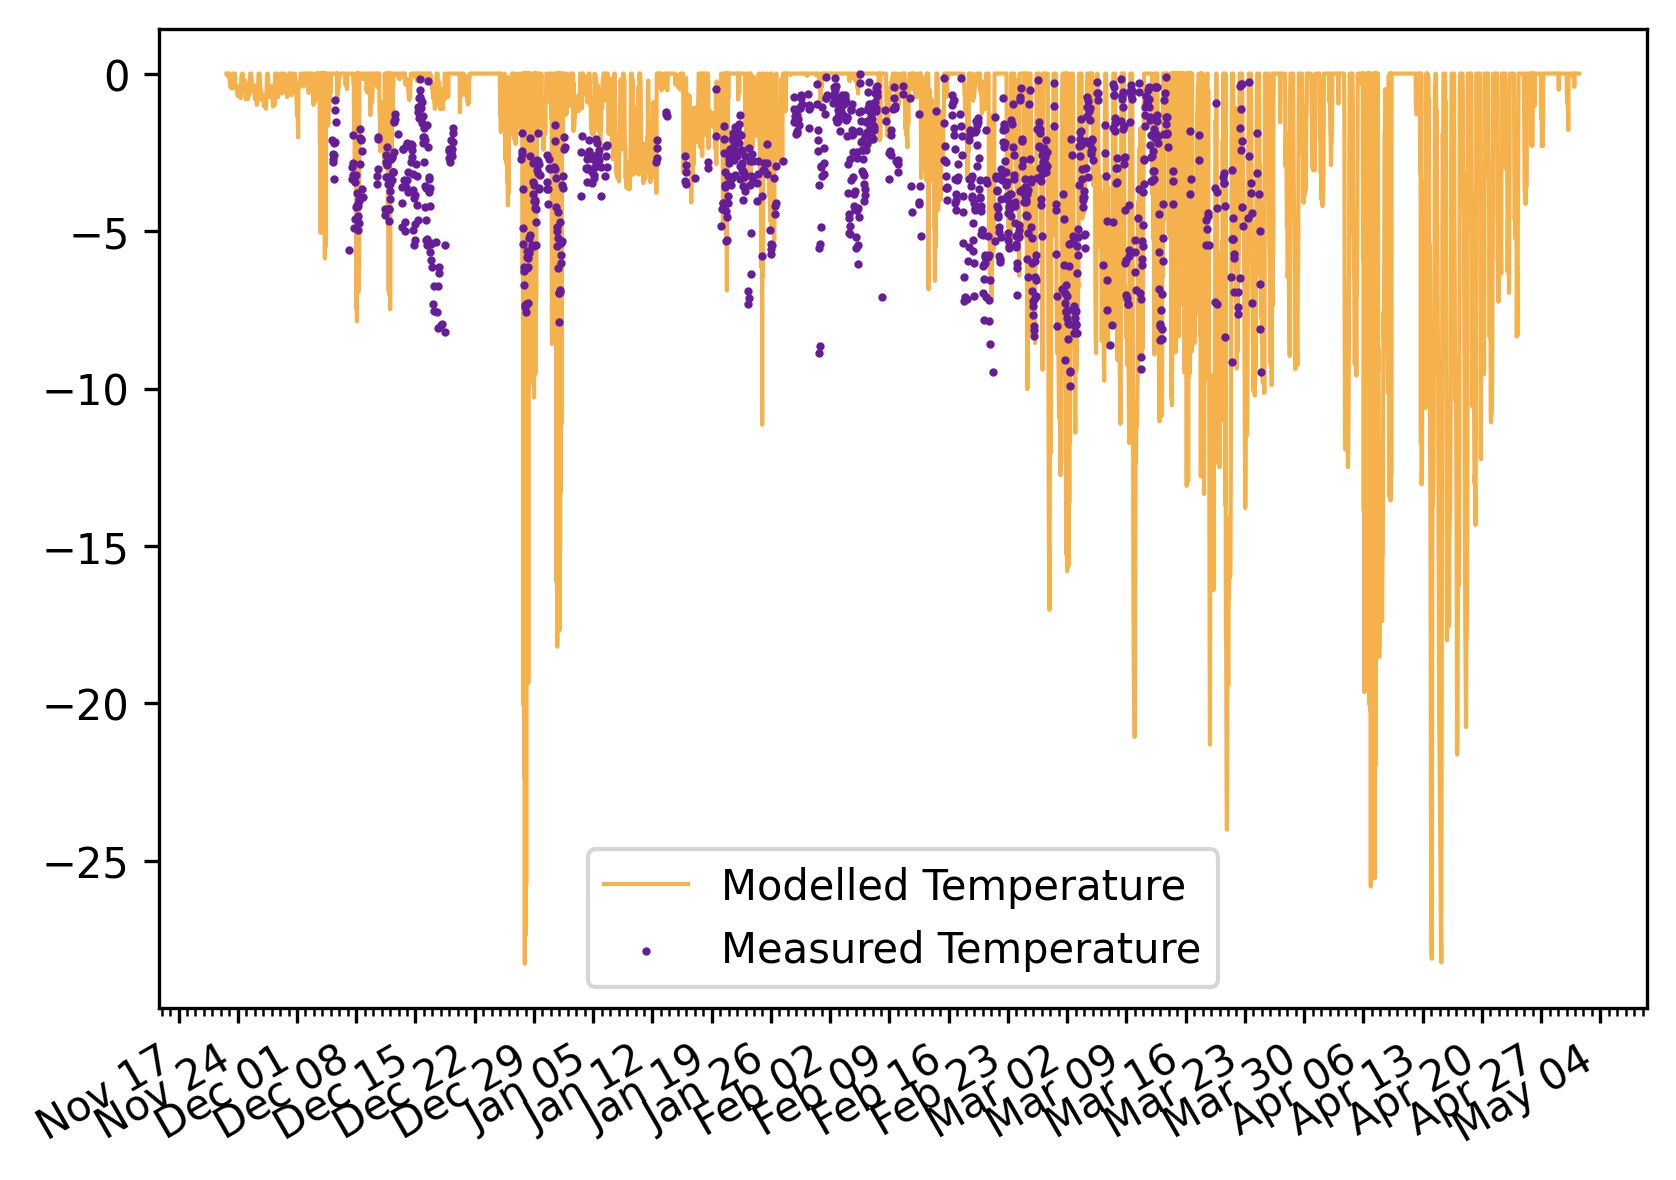 0
−5
−10
−15
−20
−25
Modelled Temperature
Measured Temperature
Nov 17
Nov 24
Dec 01
Dec 08
Dec 15
Dec 22
Dec 29
Jan 05
Jan 12
Jan 19
Jan 26
Feb 02
Feb 09
Feb 16
Feb 23
Mar 02
Mar 09
Mar 16
Mar 23
Mar 30
Apr 06
Apr 13
Apr 20
Apr 27
May 04